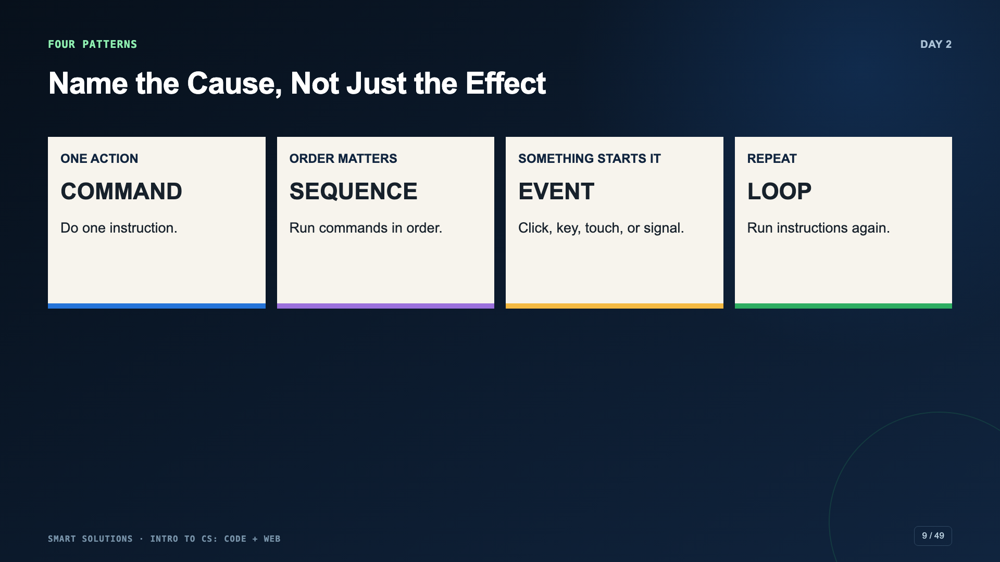 FOUR PATTERNS
DAY 2
Name the Cause, Not Just the Effect
ONE ACTION
COMMAND
Do one instruction.
ORDER MATTERS
SEQUENCE
Run commands in order.
SOMETHING STARTS IT
EVENT
Click, key, touch, or signal.
REPEAT
LOOP
Run instructions again.
SMART SOLUTIONS · INTRO TO CS: CODE + WEB
9 / 49